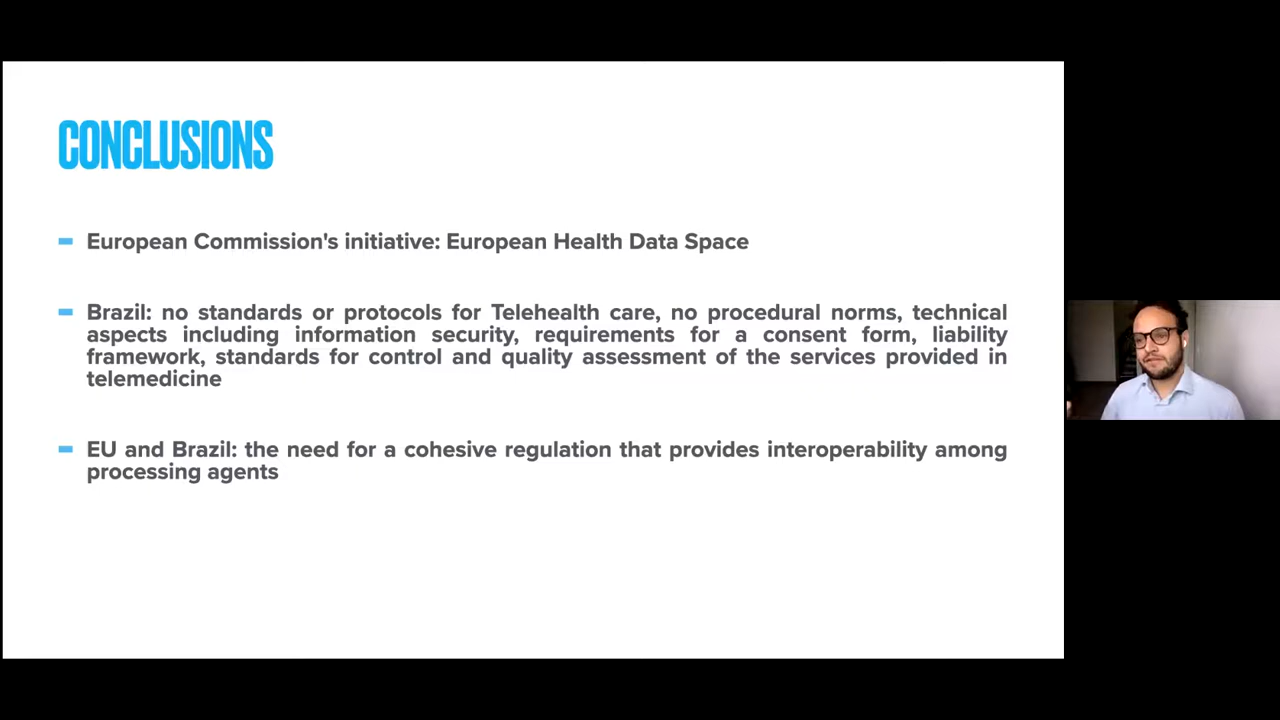 CONCLUSIONS
European Commission's initiative: European Health Data Space
Brazil: no standards or protocols for Telehealth care, no procedural norms, technical
aspects including information security, requirements for a consent form, liability
framework, standards for control and quality assessment of the services provided in
telemedicine
EU and Brazil: the need for a cohesive regulation that provides interoperability among
processing agents